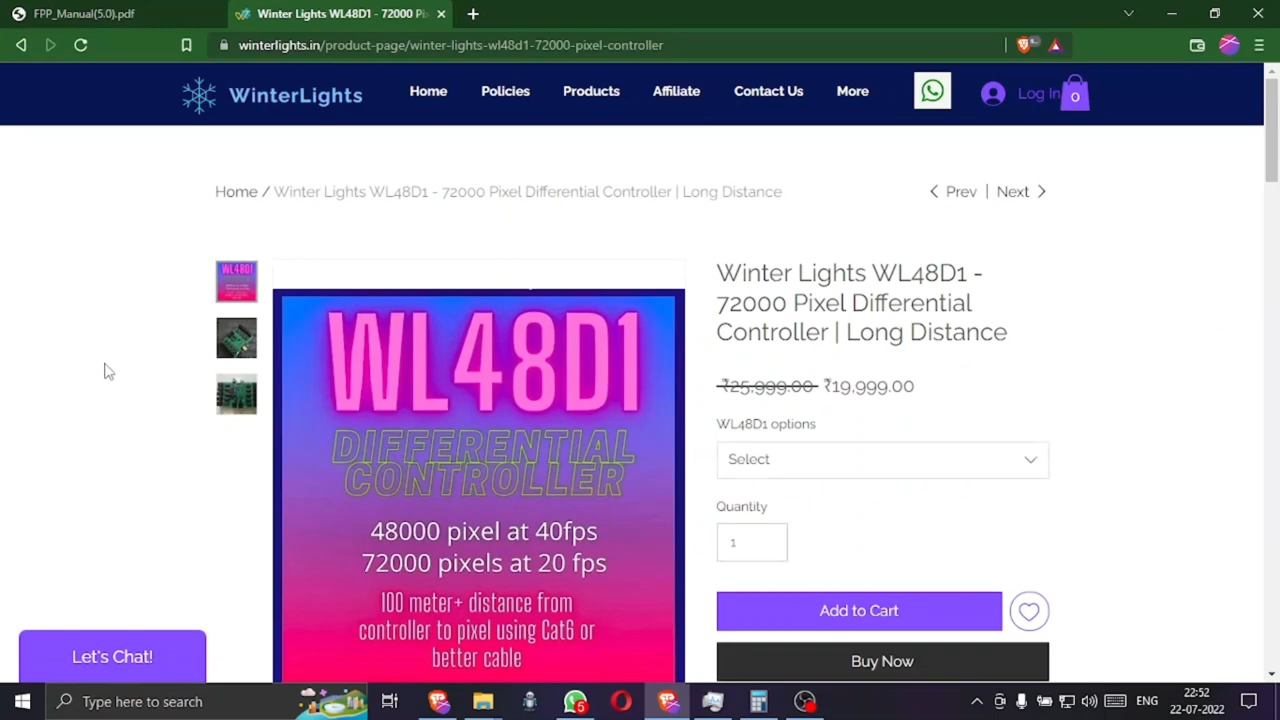 FPP_Manual(5.0).pdf
Winter Lights WL48D1 - 72000 Pi
winterlights.in/product-page/winter-lights-wl48d1-72000-pixel-controller
WinterLights
Home
Policies
Products
Affiliate
Contact Us
More
Log In
0
Home / Winter Lights WL48D1 - 72000 Pixel Differential Controller | Long Distance
Prev | Next
WL48D1
WL48D1
DIFFERENTIAL
CONTROLLER
48000 pixel at 40fps
72000 pixels at 20 fps
100 meter+ distance from
controller to pixel using Cat6 or
better cable
Winter Lights WL48D1 -
72000 Pixel Differential
Controller | Long Distance
₹25,999.00 ₹19,999.00
WL48D1 options
Select
Quantity
1
Add to Cart
Buy Now
Let's Chat!
Type here to search
5
ENG
22:52
22-07-2022